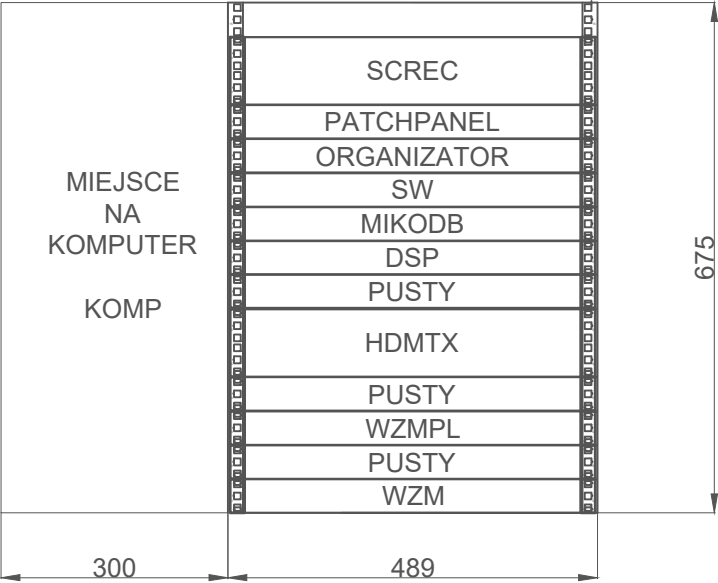 SCREC
PATCHPANEL
ORGANIZATOR
SW
MIKODB
DSP
PUSTY
HDMTX
PUSTY
WZMPL
PUSTY
WZM
MIEJSCE
NA
KOMPUTER
KOMP
675
300
489